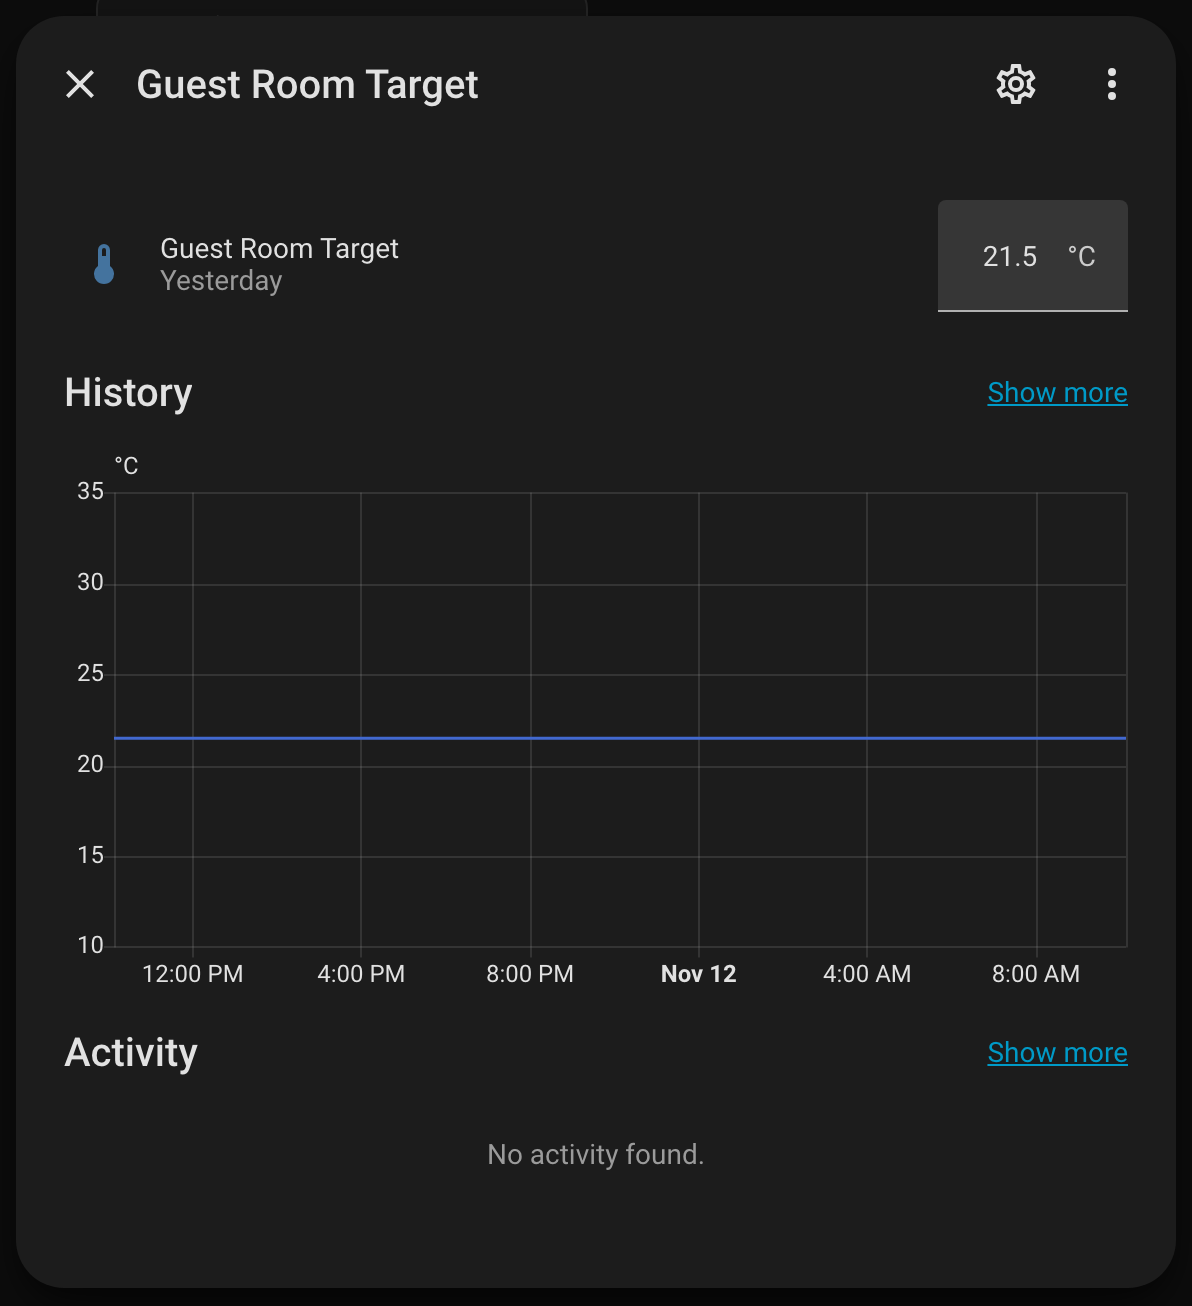 Guest Room Target
Guest Room Target
Yesterday
21.5 °C
History
Show more
°C
35
30
25
20
15
10
12:00 PM
4:00 PM
8:00 PM
Nov 12
4:00 AM
8:00 AM
Activity
Show more
No activity found.